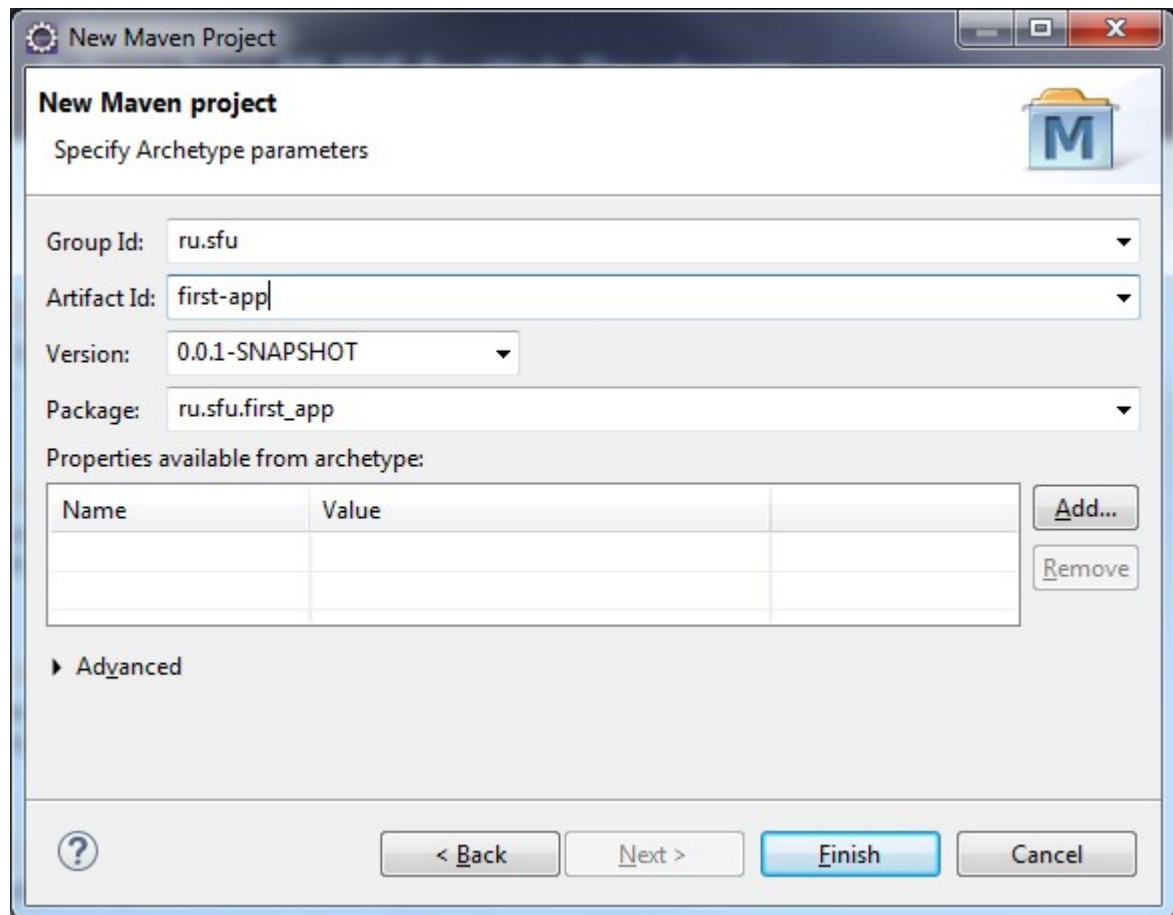 New Maven Project
New Maven project
Specify Archetype parameters
M
Group Id: ru.sfu
Artifact Id: first-app
Version: 0.0.1-SNAPSHOT
Package: ru.sfu.first_app
Properties available from archetype:
Name Value
Add...
Remove
Advanced
? < Back Next > Finish Cancel